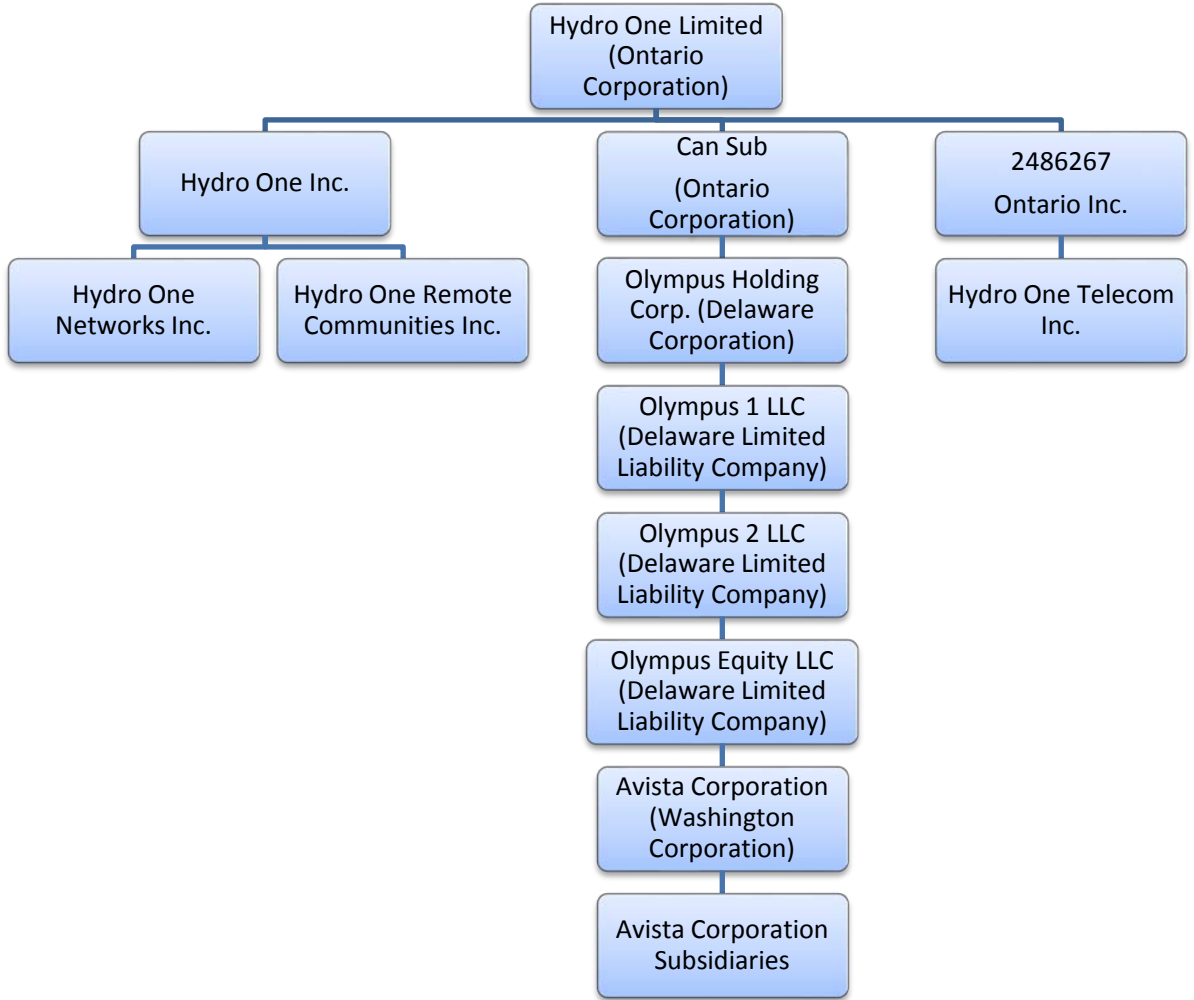 Hydro One Limited
(Ontario
Corporation)
Hydro One Inc.
Can Sub
(Ontario
Corporation)
2486267
Ontario Inc.
Hydro One
Networks Inc.
Hydro One Remote
Communities Inc.
Olympus Holding
Corp. (Delaware
Corporation)
Hydro One Telecom
Inc.
Olympus 1 LLC
(Delaware Limited
Liability Company)
Olympus 2 LLC
(Delaware Limited
Liability Company)
Olympus Equity LLC
(Delaware Limited
Liability Company)
Avista Corporation
(Washington
Corporation)
Avista Corporation
Subsidiaries